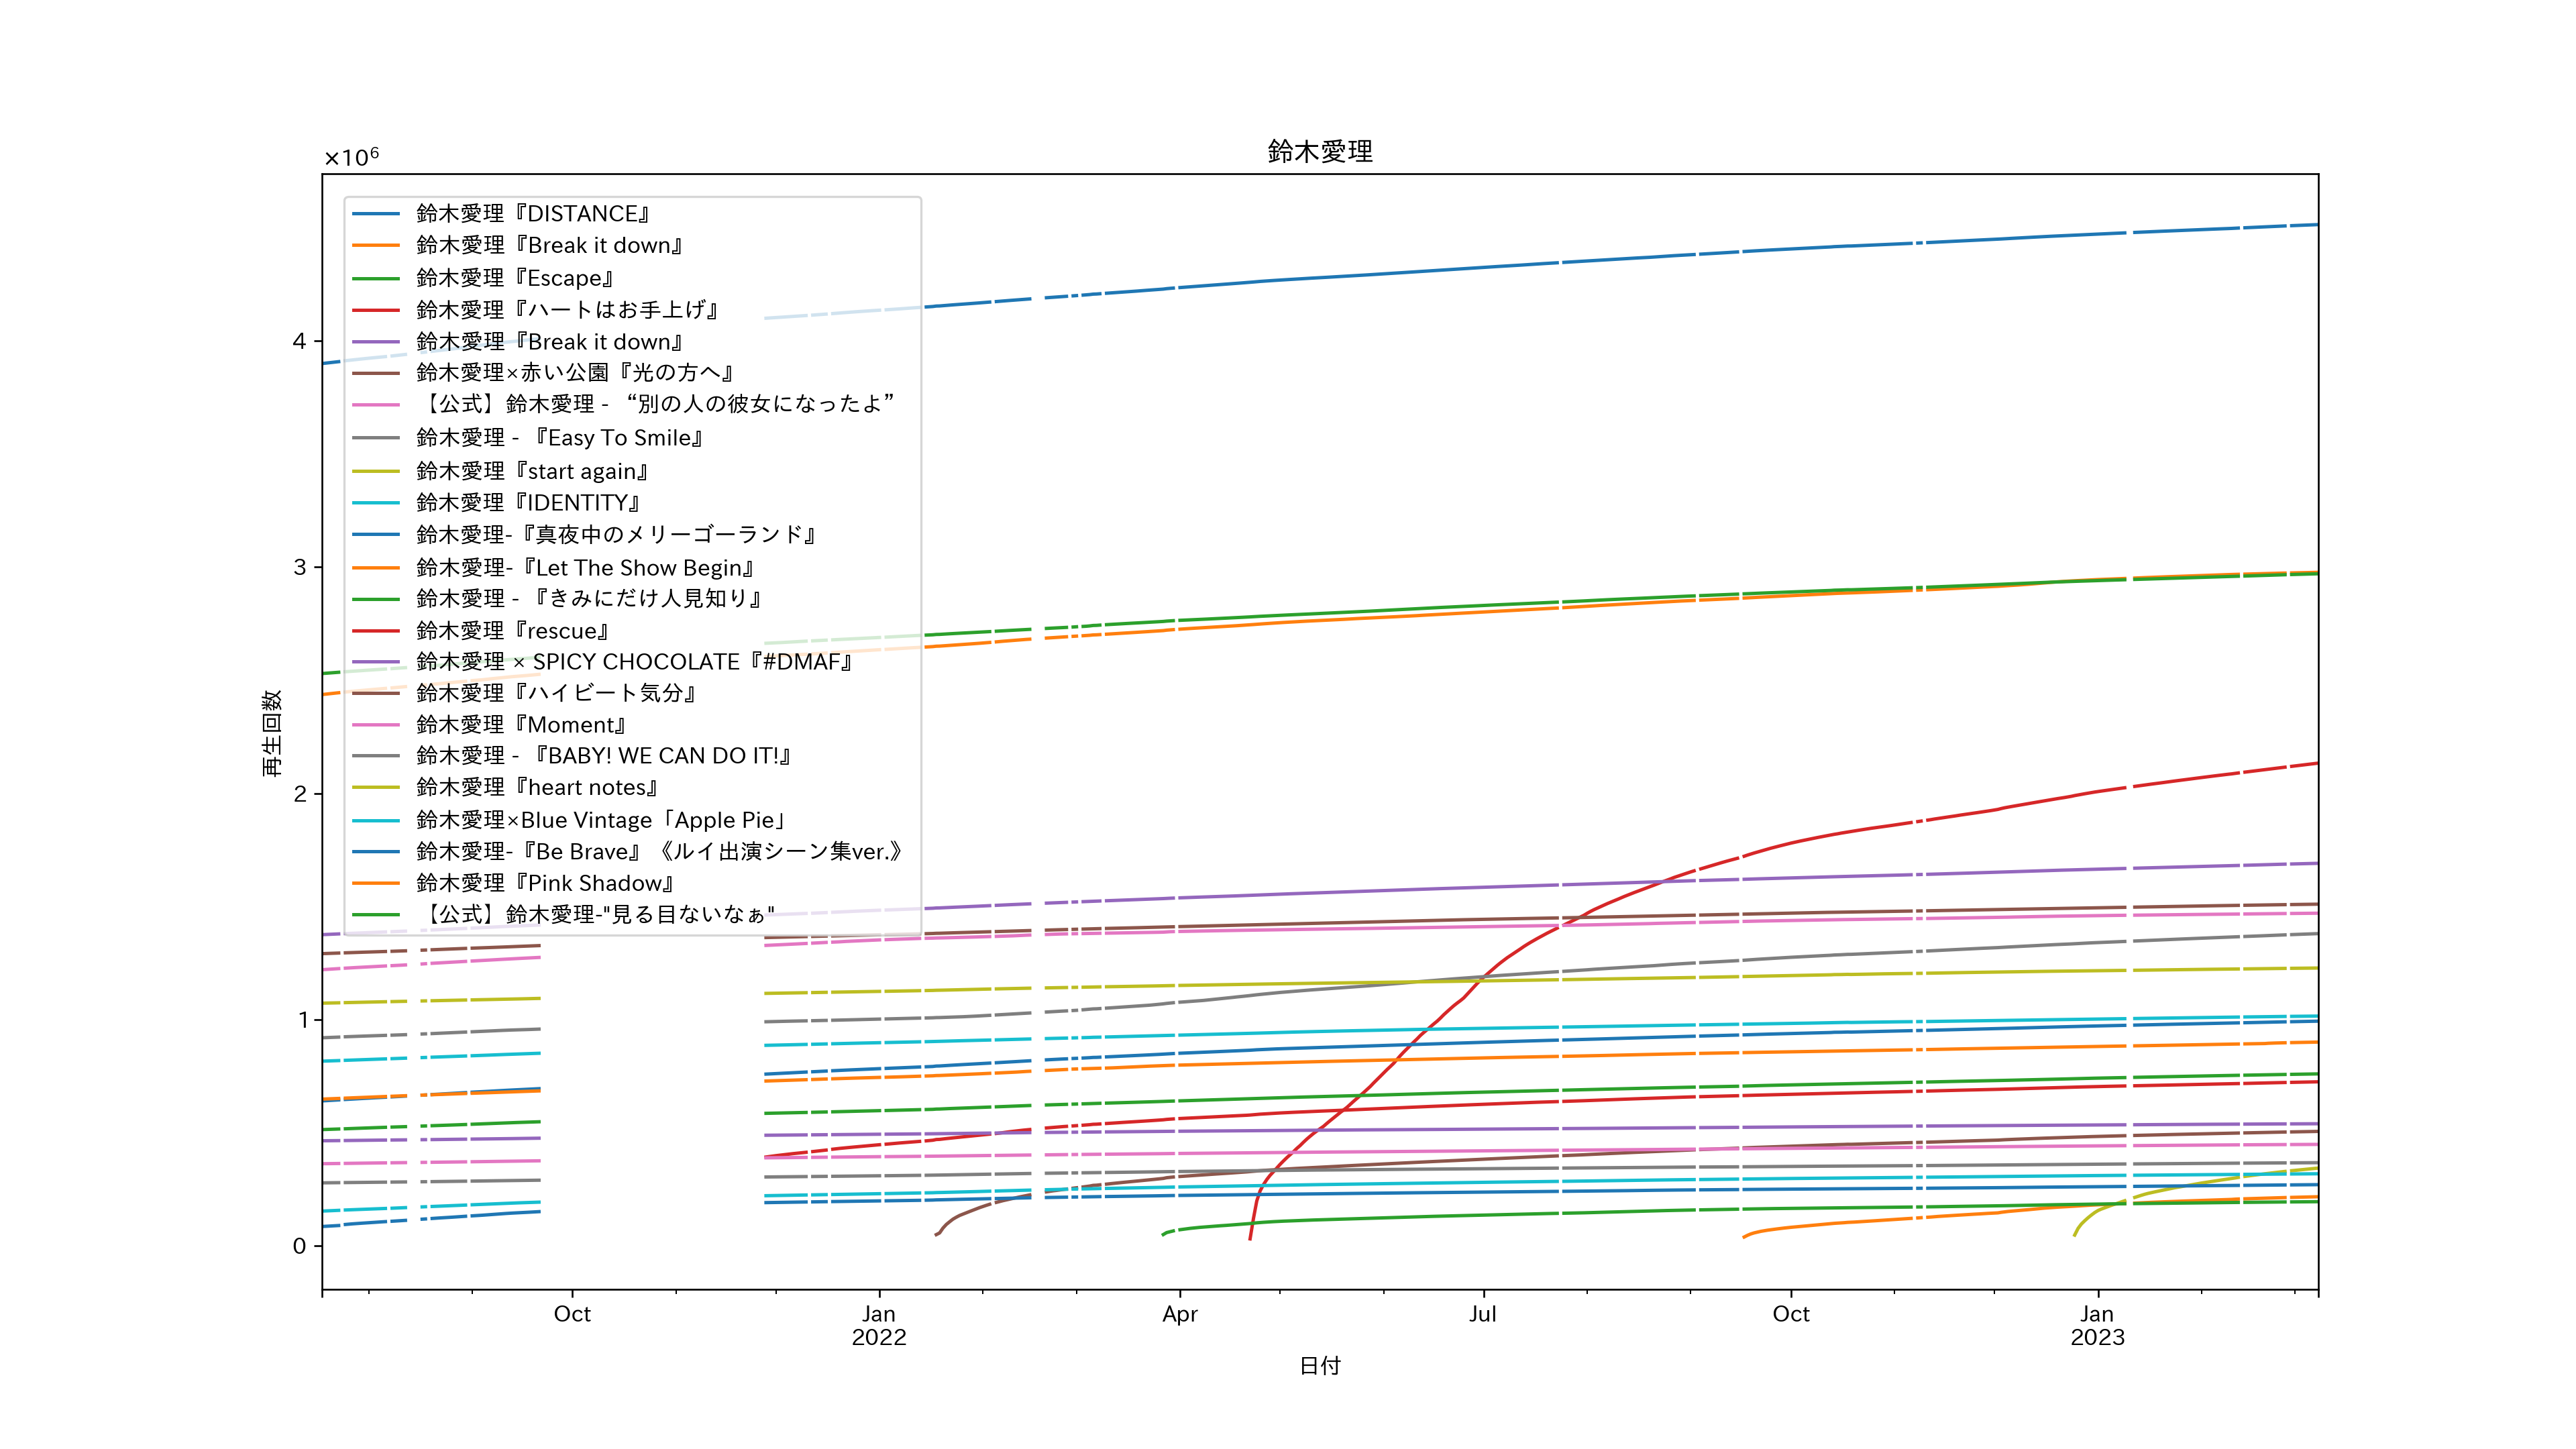 鈴木愛理
×10⁶
鈴木愛理『DISTANCE』
鈴木愛理『Break it down』
鈴木愛理『Escape』
鈴木愛理『ハートはお手上げ』
鈴木愛理『Break it down』
鈴木愛理×赤い公園『光の方へ』
【公式】鈴木愛理 - “別の人の彼女になったよ”
鈴木愛理 - 『Easy To Smile』
鈴木愛理『start again』
鈴木愛理『IDENTITY』
鈴木愛理-『真夜中のメリーゴーランド』
鈴木愛理-『Let The Show Begin』
鈴木愛理 - 『きみにだけ人見知り』
鈴木愛理『rescue』
鈴木愛理 × SPICY CHOCOLATE『#DMAF』
鈴木愛理『ハイビート気分』
鈴木愛理『Moment』
鈴木愛理 - 『BABY! WE CAN DO IT!』
鈴木愛理『heart notes』
鈴木愛理×Blue Vintage「Apple Pie」
鈴木愛理-『Be Brave』《ルイ出演シーン集ver.》
鈴木愛理『Pink Shadow』
【公式】鈴木愛理-"見る目ないなぁ"
4
3
2
1
0
再生回数
Oct Jan Apr Jul Oct Jan
2022 2023
日付